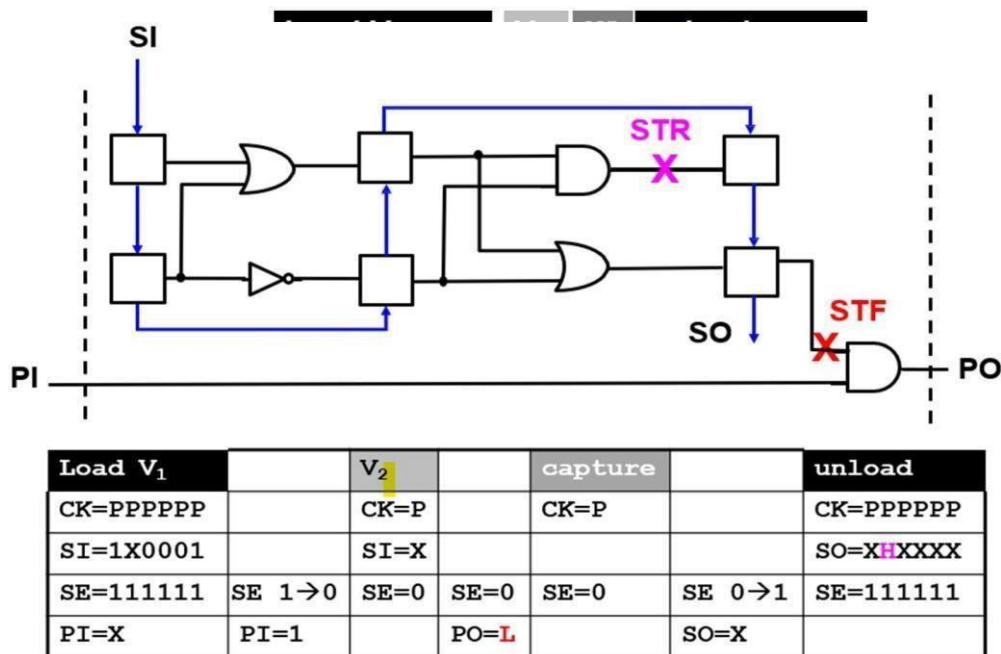 SI
STR
STF
SO
PI
PO
Load V₁ V₂ capture unload
CK=PPPPPP CK=P CK=P CK=PPPPPP
SI=1X0001 SI=X SO=XHXXXX
SE=111111 SE 1→0 SE=0 SE=0 SE=0 SE 0→1 SE=111111
PI=X PI=1 PO=L SO=X